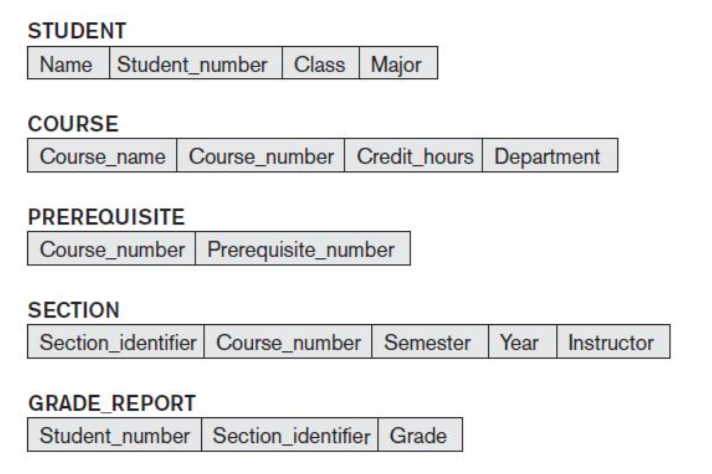 STUDENT
Name Student_number Class Major
COURSE
Course_name Course_number Credit_hours Department
PREREQUISITE
Course_number Prerequisite_number
SECTION
Section_identifier Course_number Semester Year Instructor
GRADE_REPORT
Student_number Section_identifier Grade